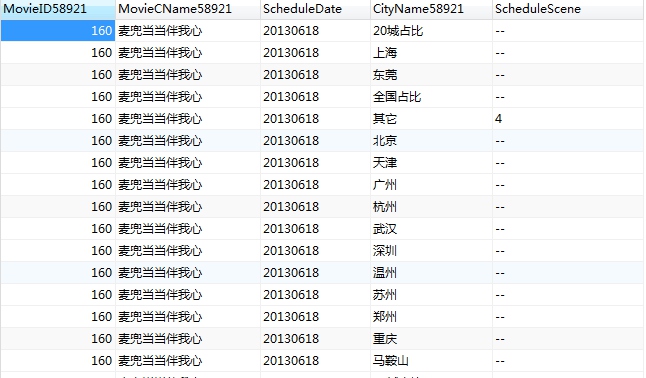 MovieID58921 MovieCName58921 ScheduleDate CityName58921 ScheduleScene
160 麦兜当当伴我心 20130618 20城占比 --
160 麦兜当当伴我心 20130618 上海 --
160 麦兜当当伴我心 20130618 东莞 --
160 麦兜当当伴我心 20130618 全国占比 --
160 麦兜当当伴我心 20130618 其它 4
160 麦兜当当伴我心 20130618 北京 --
160 麦兜当当伴我心 20130618 天津 --
160 麦兜当当伴我心 20130618 广州 --
160 麦兜当当伴我心 20130618 杭州 --
160 麦兜当当伴我心 20130618 武汉 --
160 麦兜当当伴我心 20130618 深圳 --
160 麦兜当当伴我心 20130618 温州 --
160 麦兜当当伴我心 20130618 苏州 --
160 麦兜当当伴我心 20130618 郑州 --
160 麦兜当当伴我心 20130618 重庆 --
160 麦兜当当伴我心 20130618 马鞍山 --